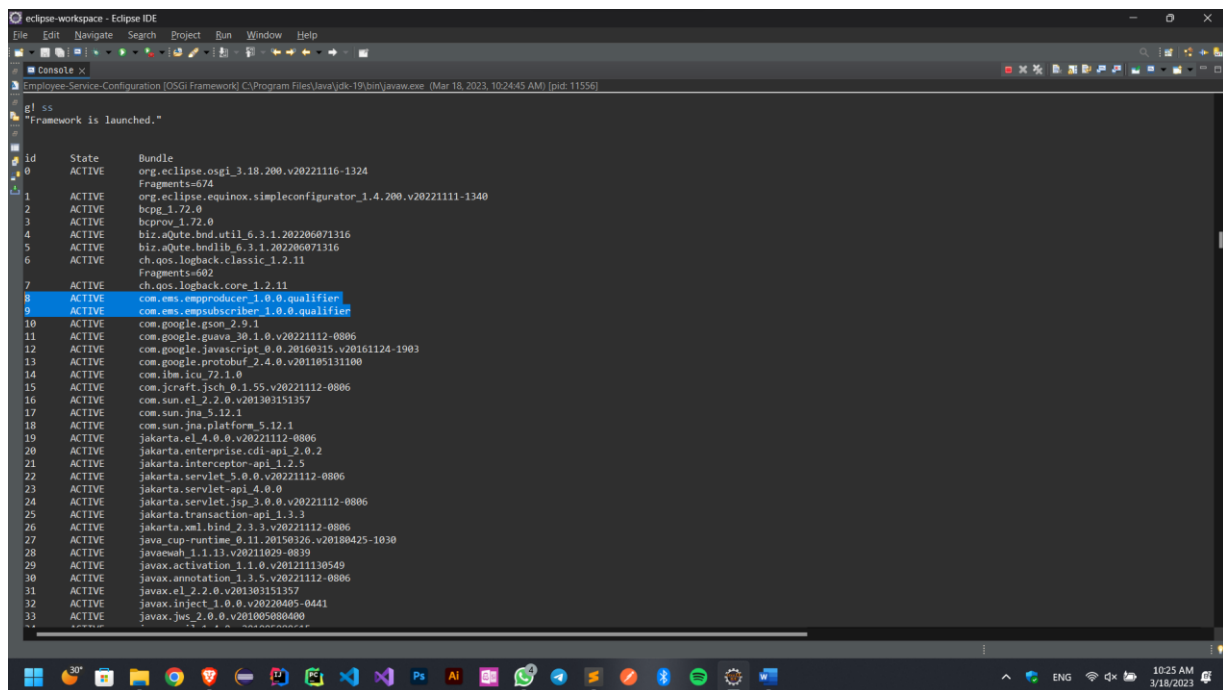 eclipse-workspace - Eclipse IDE
File Edit Navigate Search Project Run Window Help
Console ×
Employee-Service-Configuration [OSGi Framework] C:\Program Files\Java\jdk-19\bin\javaw.exe (Mar 18, 2023, 10:24:45 AM) [pid: 11556]
g! ss
"Framework is launched."
id State Bundle
0 ACTIVE org.eclipse.osgi_3.18.200.v20221116-1324
Fragments=674
1 ACTIVE org.eclipse.equinox.simpleconfigurator_1.4.200.v20221111-1340
2 ACTIVE bcpg_1.72.0
3 ACTIVE bcprov_1.72.0
4 ACTIVE biz.aQute.bnd.util_6.3.1.202206071316
5 ACTIVE biz.aQute.bndlib_6.3.1.202206071316
6 ACTIVE ch.qos.logback.classic_1.2.11
Fragments=602
7 ACTIVE ch.qos.logback.core_1.2.11
8 ACTIVE com.ems.empproducer_1.0.0.qualifier
9 ACTIVE com.ems.empsubscriber_1.0.0.qualifier
10 ACTIVE com.google.gson_2.9.1
11 ACTIVE com.google.guava_30.1.0.v20221112-0806
12 ACTIVE com.google.javascript_0.0.20160315.v20161124-1903
13 ACTIVE com.google.protobuf_2.4.0.v201105131100
14 ACTIVE com.ibm.icu_72.1.0
15 ACTIVE com.jcraft.jsch_0.1.55.v20221112-0806
16 ACTIVE com.sun.el_2.2.0.v201303151357
17 ACTIVE com.sun.jna_5.12.1
18 ACTIVE com.sun.jna.platform_5.12.1
19 ACTIVE jakarta.el_4.0.0.v20221112-0806
20 ACTIVE jakarta.enterprise.cdi-api_2.0.2
21 ACTIVE jakarta.interceptor-api_1.2.5
22 ACTIVE jakarta.servlet_5.0.0.v20221112-0806
23 ACTIVE jakarta.servlet-api_4.0.0
24 ACTIVE jakarta.servlet.jsp_3.0.0.v20221112-0806
25 ACTIVE jakarta.transaction-api_1.3.3
26 ACTIVE jakarta.xml.bind_2.3.3.v20221112-0806
27 ACTIVE java_cup-runtime_0.11.20150326.v20180425-1030
28 ACTIVE javaewah_1.1.13.v20211029-0839
29 ACTIVE javax.activation_1.1.0.v201211130549
30 ACTIVE javax.annotation_1.3.5.v20221112-0806
31 ACTIVE javax.el_2.2.0.v201303151357
32 ACTIVE javax.inject_1.0.0.v20220405-0441
33 ACTIVE javax.jws_2.0.0.v201005080400
30°
Ps
Ai
4
ENG
10:25 AM
3/18/2023